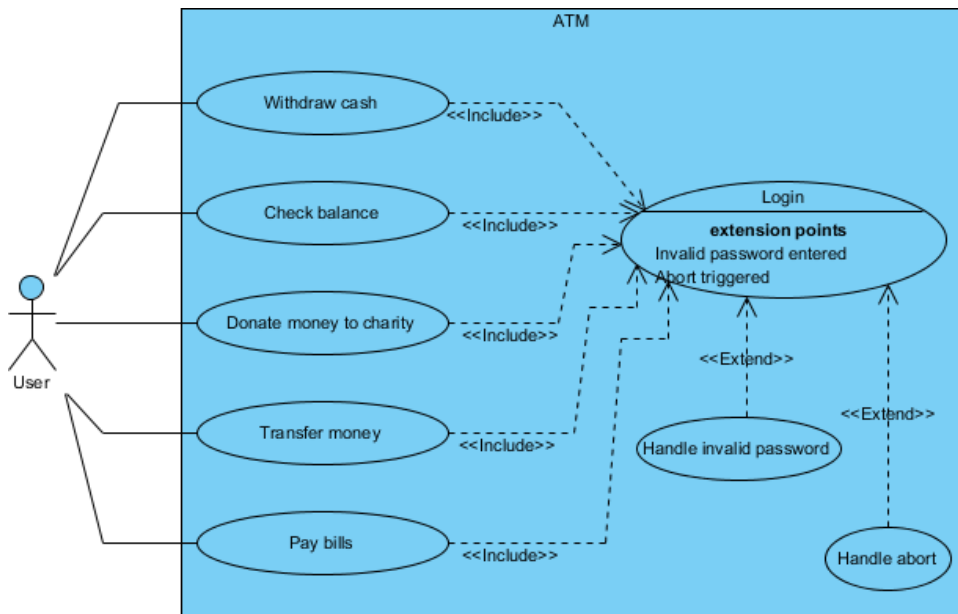 ATM
Withdraw cash
<<Include>>
Check balance
<<Include>>
Login
extension points
Invalid password entered
Abort triggered
Donate money to charity
<<Include>>
User
<<Extend>>
<<Extend>>
Transfer money
<<Include>>
Handle invalid password
Pay bills
<<Include>>
Handle abort